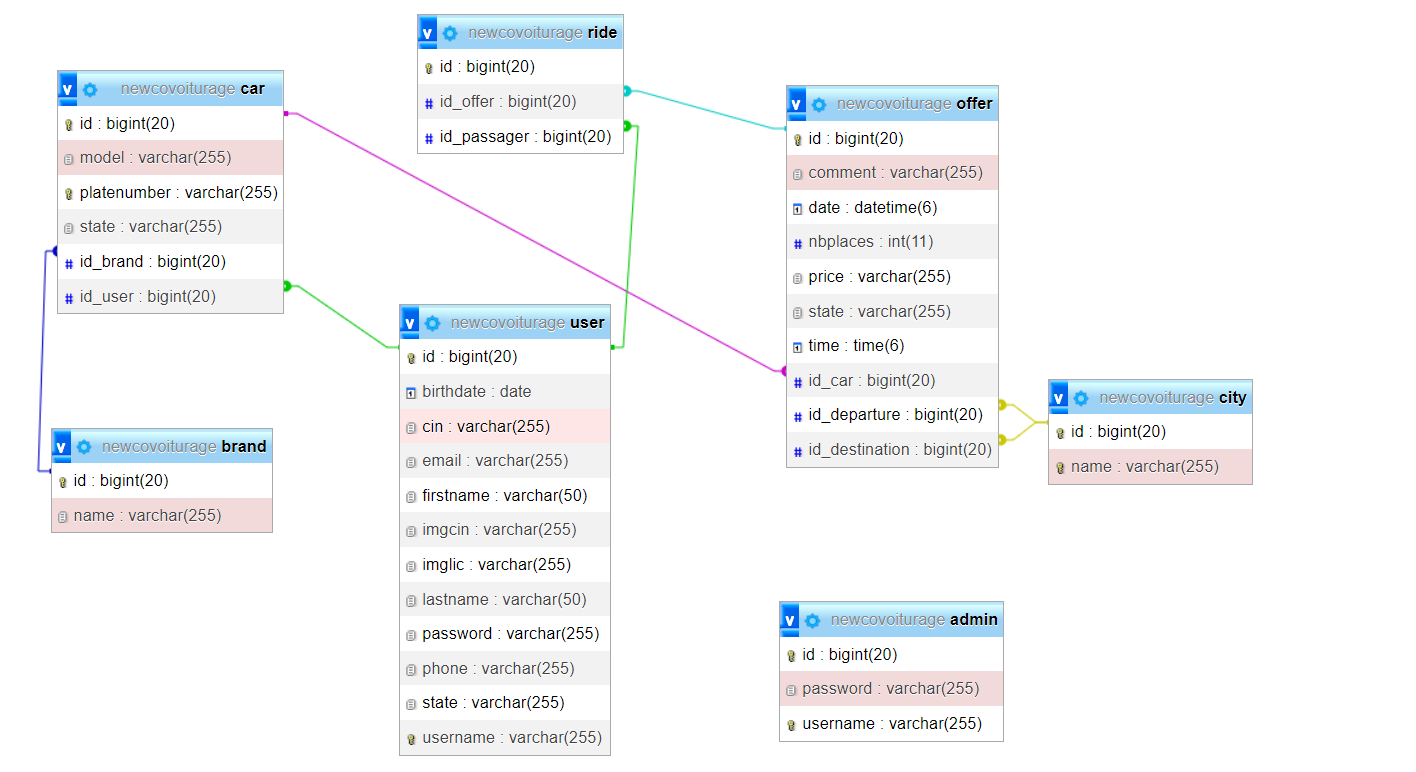 newcovoiturage ride
id : bigint(20)
id_offer : bigint(20)
id_passager : bigint(20)
newcovoiturage car
id : bigint(20)
model : varchar(255)
platenumber : varchar(255)
state : varchar(255)
id_brand : bigint(20)
id_user : bigint(20)
newcovoiturage offer
id : bigint(20)
comment : varchar(255)
date : datetime(6)
nbplaces : int(11)
price : varchar(255)
state : varchar(255)
time : time(6)
id_car : bigint(20)
id_departure : bigint(20)
id_destination : bigint(20)
newcovoiturage user
id : bigint(20)
birthdate : date
cin : varchar(255)
email : varchar(255)
firstname : varchar(50)
imgcin : varchar(255)
imglic : varchar(255)
lastname : varchar(50)
password : varchar(255)
phone : varchar(255)
state : varchar(255)
username : varchar(255)
newcovoiturage city
id : bigint(20)
name : varchar(255)
newcovoiturage brand
id : bigint(20)
name : varchar(255)
newcovoiturage admin
id : bigint(20)
password : varchar(255)
username : varchar(255)